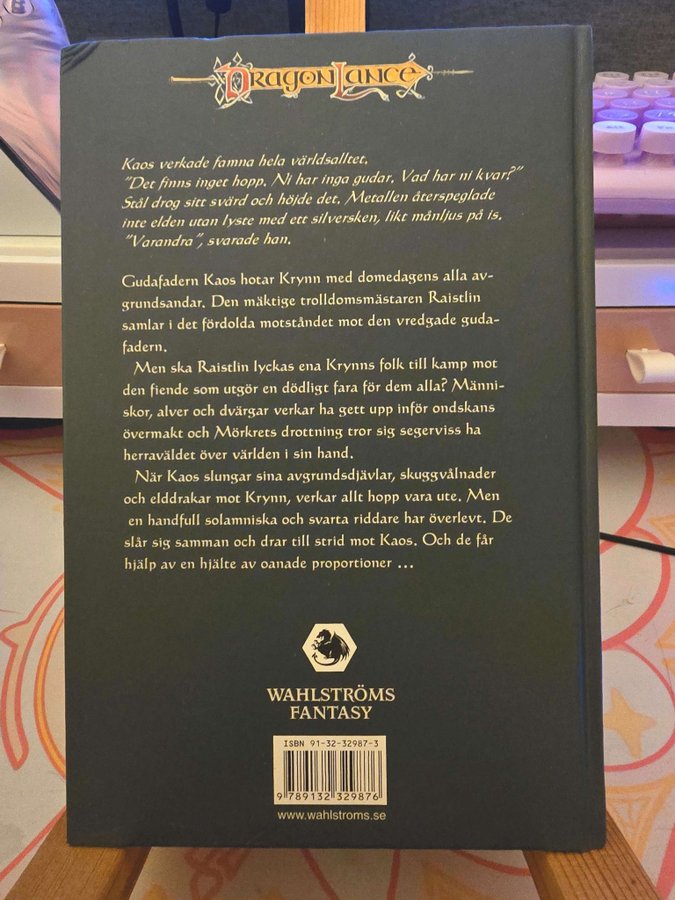 DRAGONLANCE
Kaos verkade famna hela världsalltet.
"Det finns inget hopp. Ni har inga gudar. Vad har ni kvar?"
Stål drog sitt svärd och höjde det. Metallen återspeglade
inte elden utan lyste med ett silversken, likt månljus på is.
"Varandra", svarade han.
Gudafadern Kaos hotar Krynn med domedagens alla av-
grundsandar. Den mäktige trolldomsmästaren Raistlin
samlar i det fördolda motståndet mot den vredgade guda-
fadern.
Men ska Raistlin lyckas ena Krynns folk till kamp mot
den fiende som utgör en dödligt fara för dem alla? Männi-
skor, alver och dvärgar verkar ha gett upp inför ondskans
övermakt och Mörkrets drottning tror sig segerviss ha
herraväldet över världen i sin hand.
När Kaos slungar sina avgrundsdjävlar, skuggvålnader
och elddrakar mot Krynn, verkar allt hopp vara ute. Men
en handfull solamniska och svarta riddare har överlevt. De
slår sig samman och drar till strid mot Kaos. Och de får
hjälp av en hjälte av oanade proportioner ...
WAHLSTRÖMS
FANTASY
ISBN 91-32-32987-3
9 789132 329876
www.wahlstroms.se